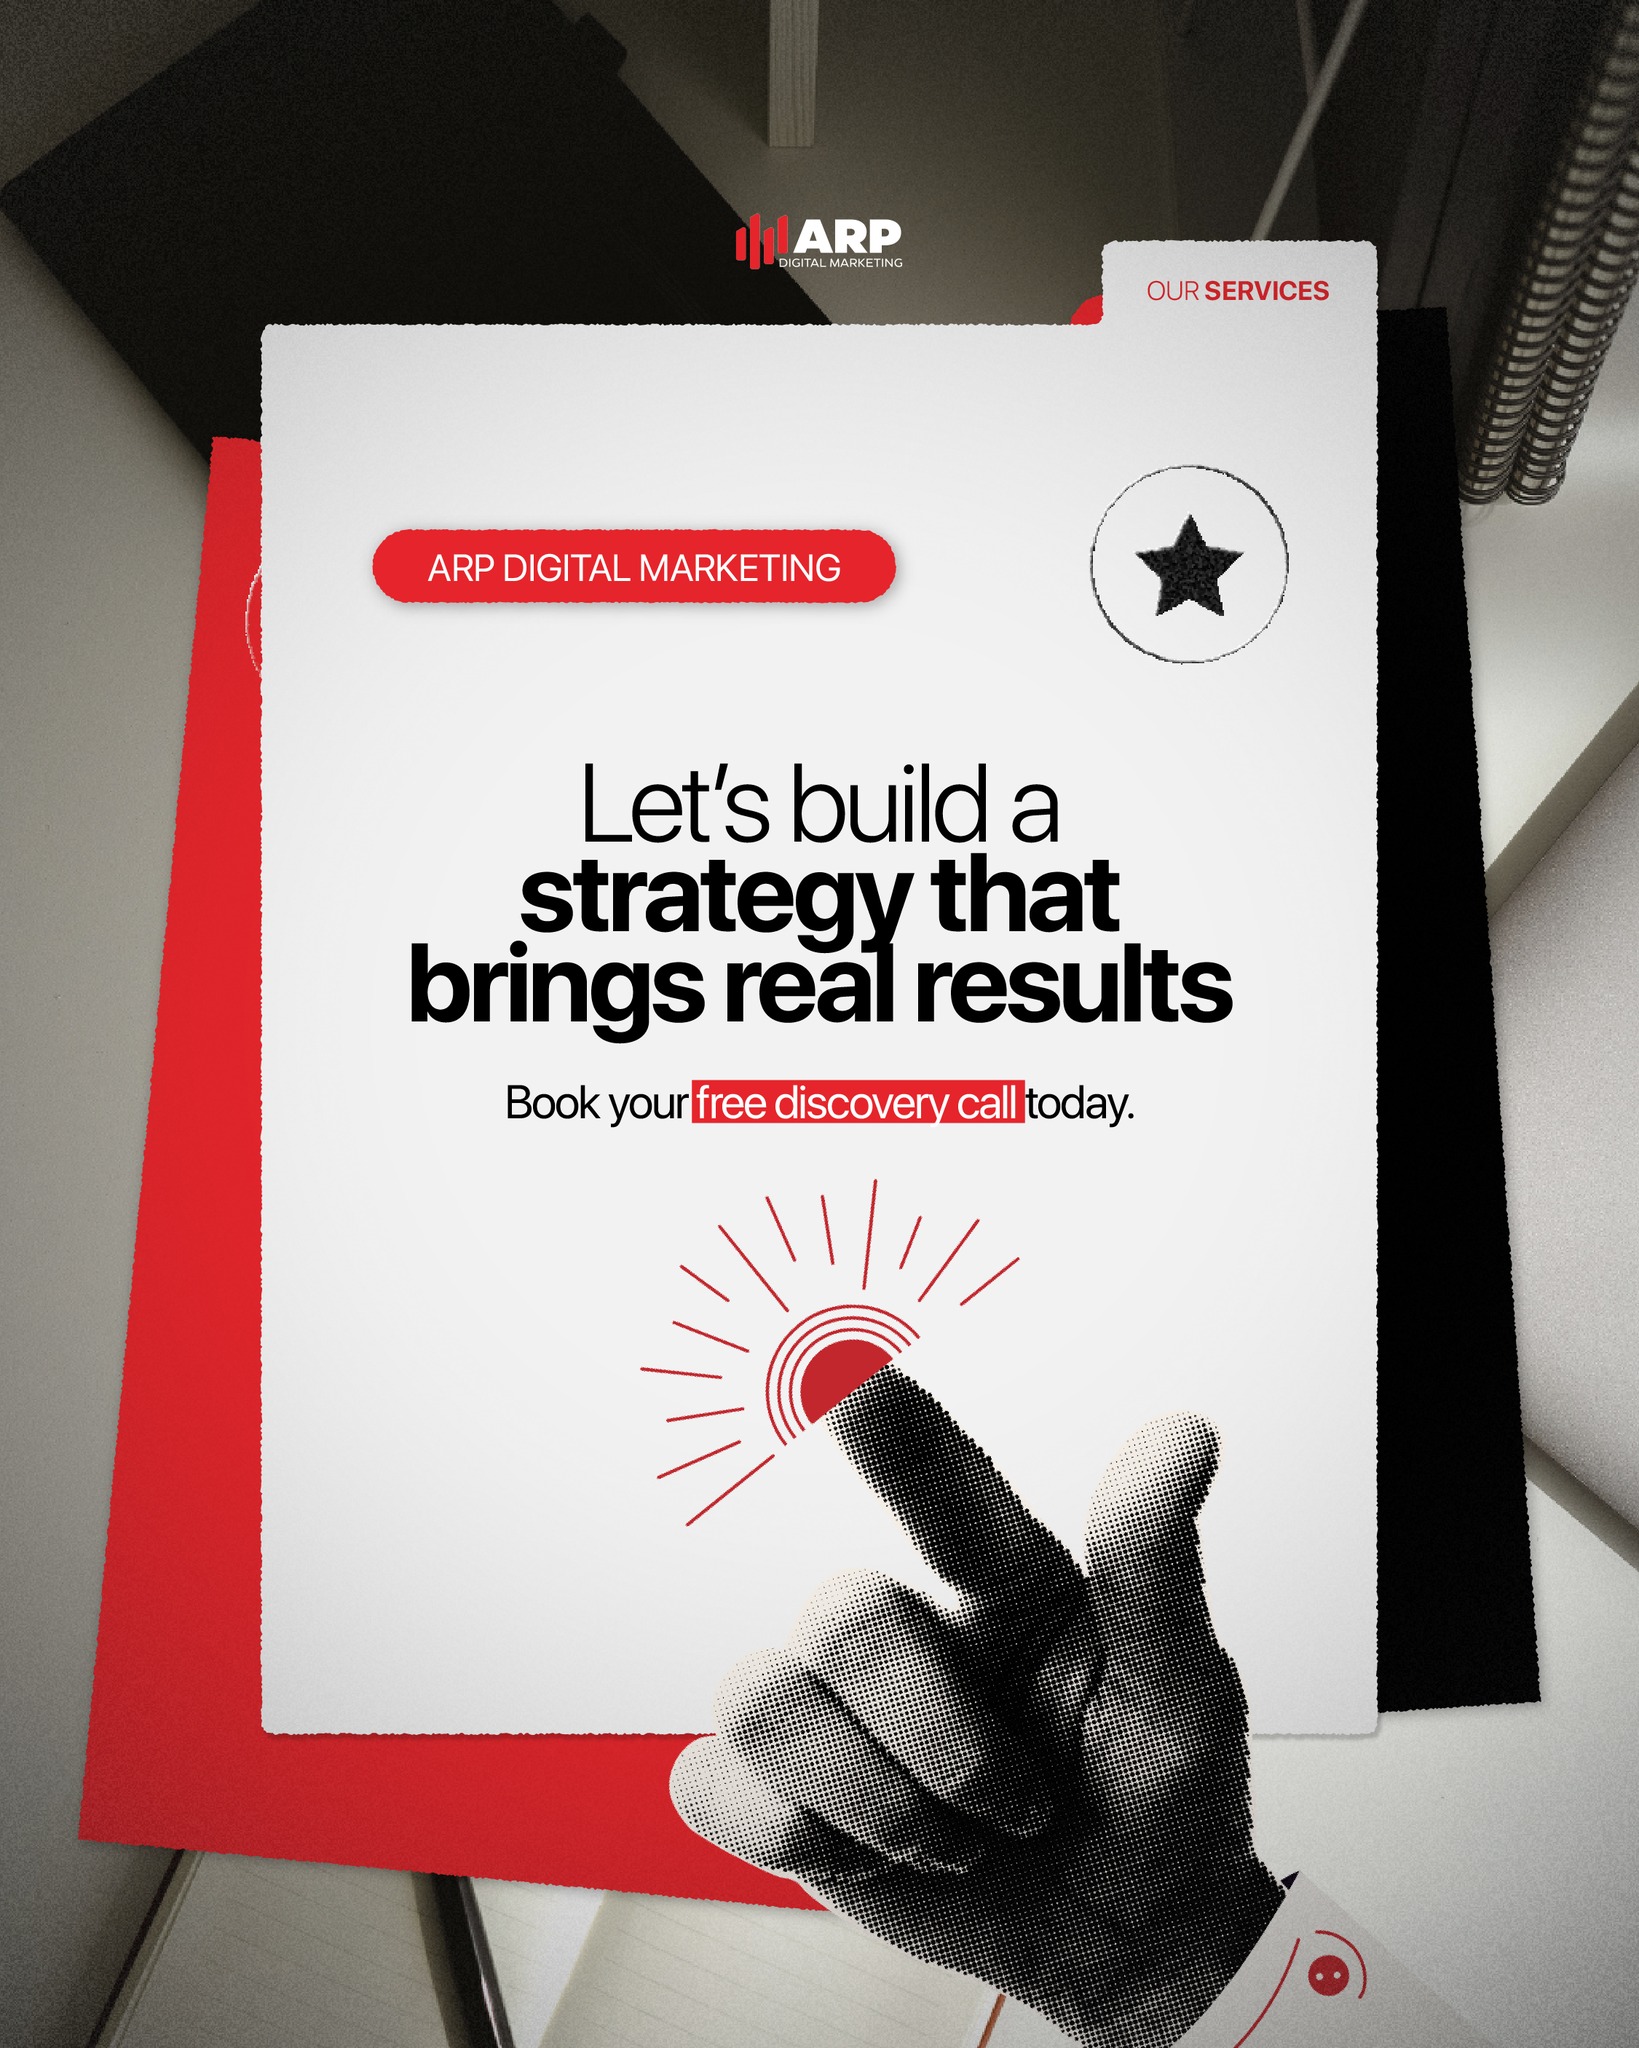 ARP
DIGITAL MARKETING
OUR SERVICES
ARP DIGITAL MARKETING
Let’s build a
strategy that
brings real results
Book your free discovery call today.